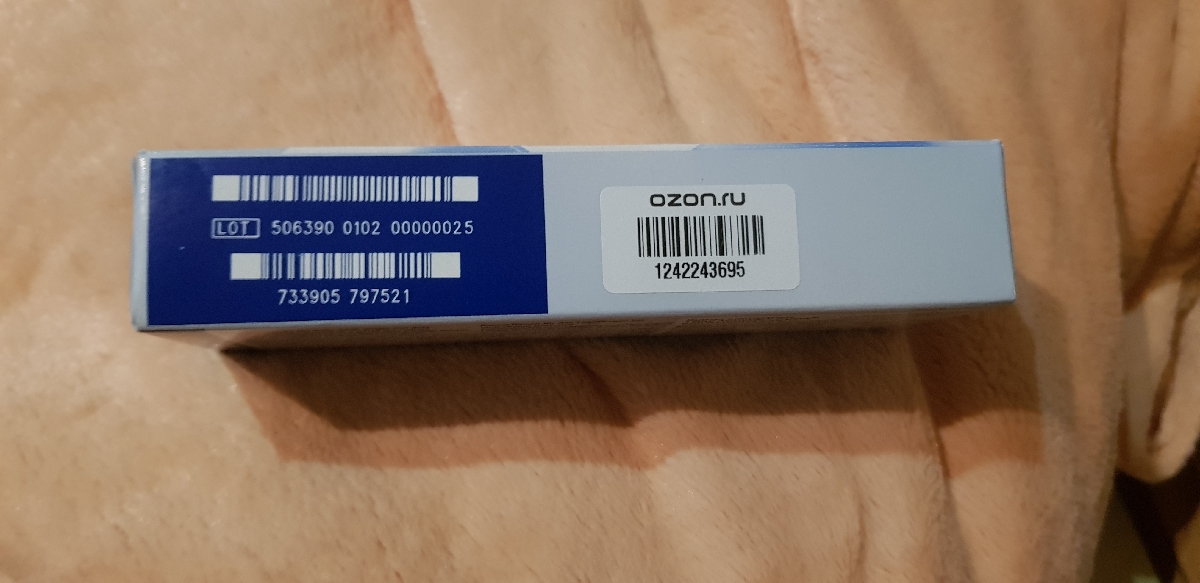 LOT 506390 0102 00000025
733905 797521
ozon.ru
1242243695